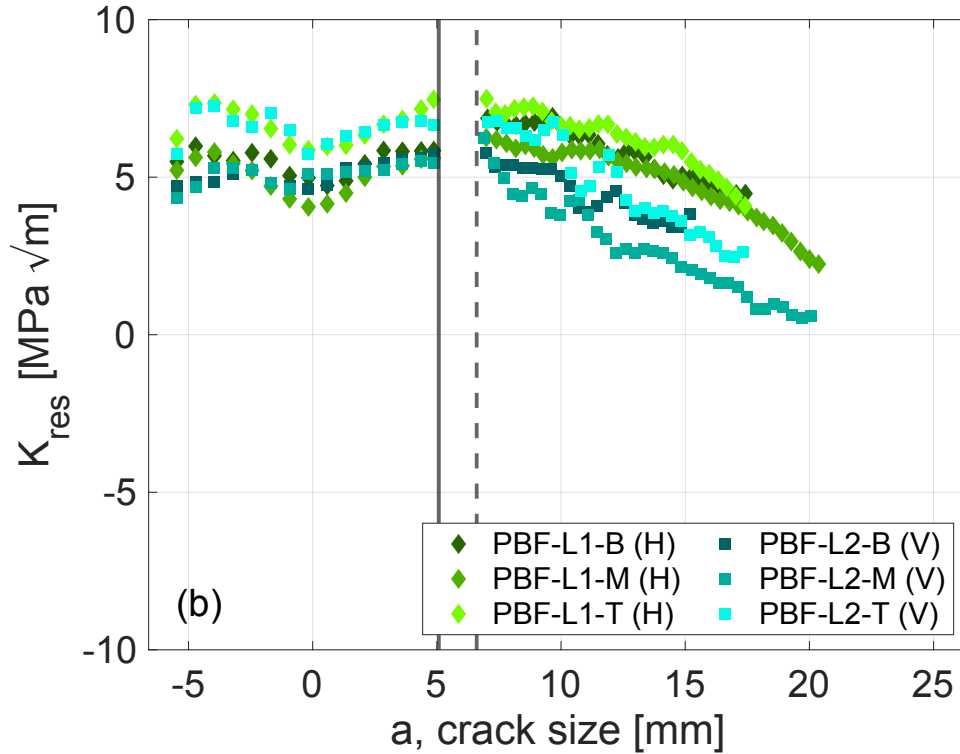 10
5
0
-5
-10
K_res [MPa √m]
PBF-L1-B (H) PBF-L2-B (V)
PBF-L1-M (H) PBF-L2-M (V)
PBF-L1-T (H) PBF-L2-T (V)
(b)
-5 0 5 10 15 20 25
a, crack size [mm]